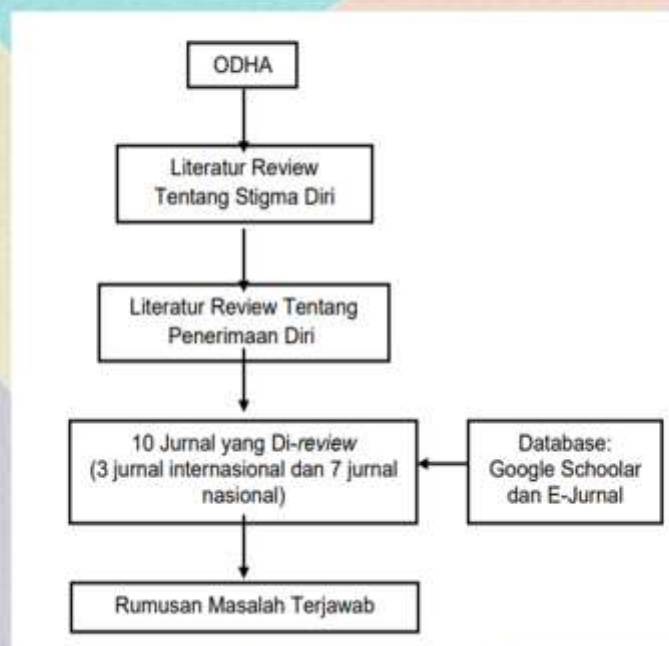 ODHA
Literatur Review
Tentang Stigma Diri
Literatur Review Tentang
Penerimaan Diri
10 Jurnal yang Di-review
(3 jurnal internasional dan 7 jurnal
nasional)
Database:
Google Schoolar
dan E-Jurnal
Rumusan Masalah Terjawab